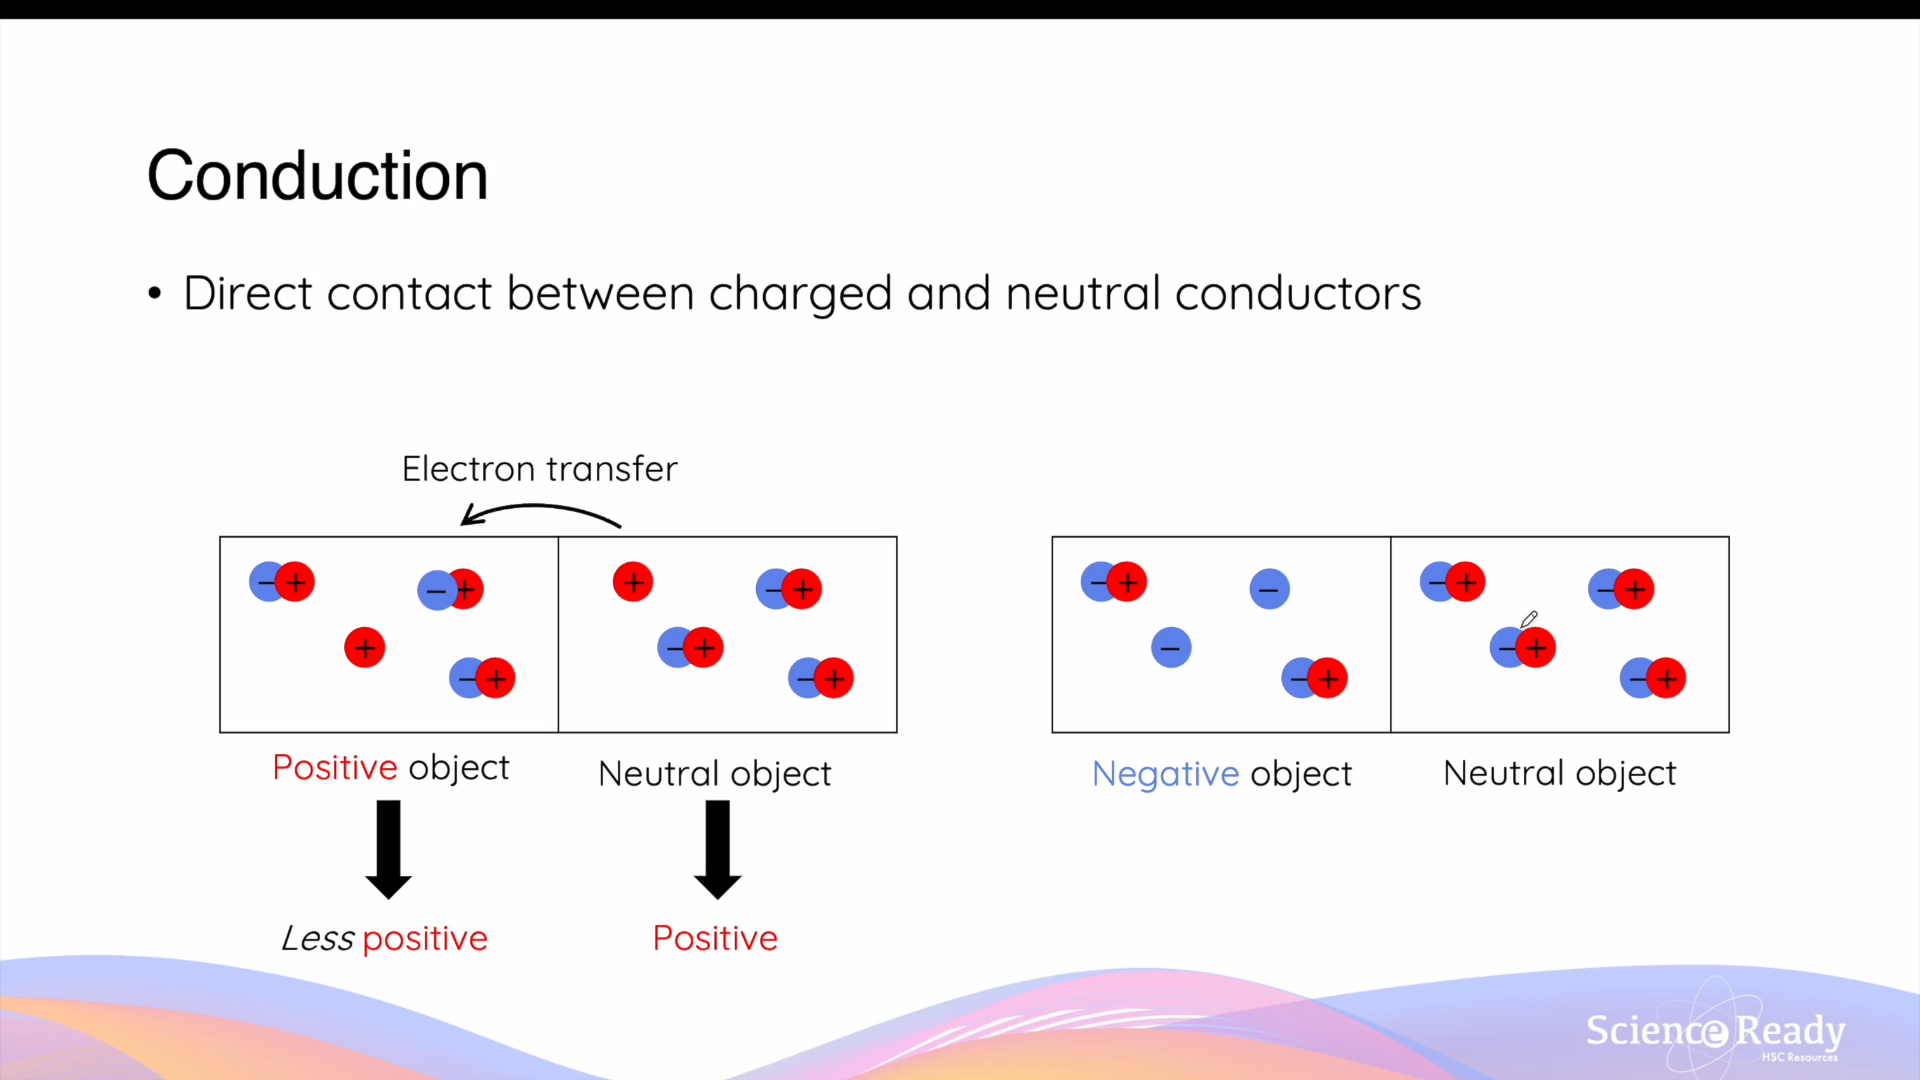 Conduction
• Direct contact between charged and neutral conductors
Electron transfer
− + − + + − +
+ − + − + − +
− + − − − +
− + − + − + − +
Positive object
Neutral object
Negative object
Neutral object
Less positive
Positive
Science Ready
HSC Resources